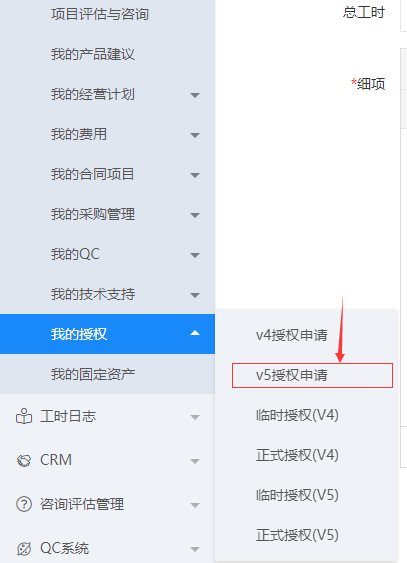 项目评估与咨询
我的产品建议
我的经营计划
我的费用
我的合同项目
我的采购管理
我的QC
我的技术支持
我的授权
我的固定资产
工时日志
CRM
咨询评估管理
QC系统
总工时
*细项
v4授权申请
v5授权申请
临时授权(V4)
正式授权(V4)
临时授权(V5)
正式授权(V5)